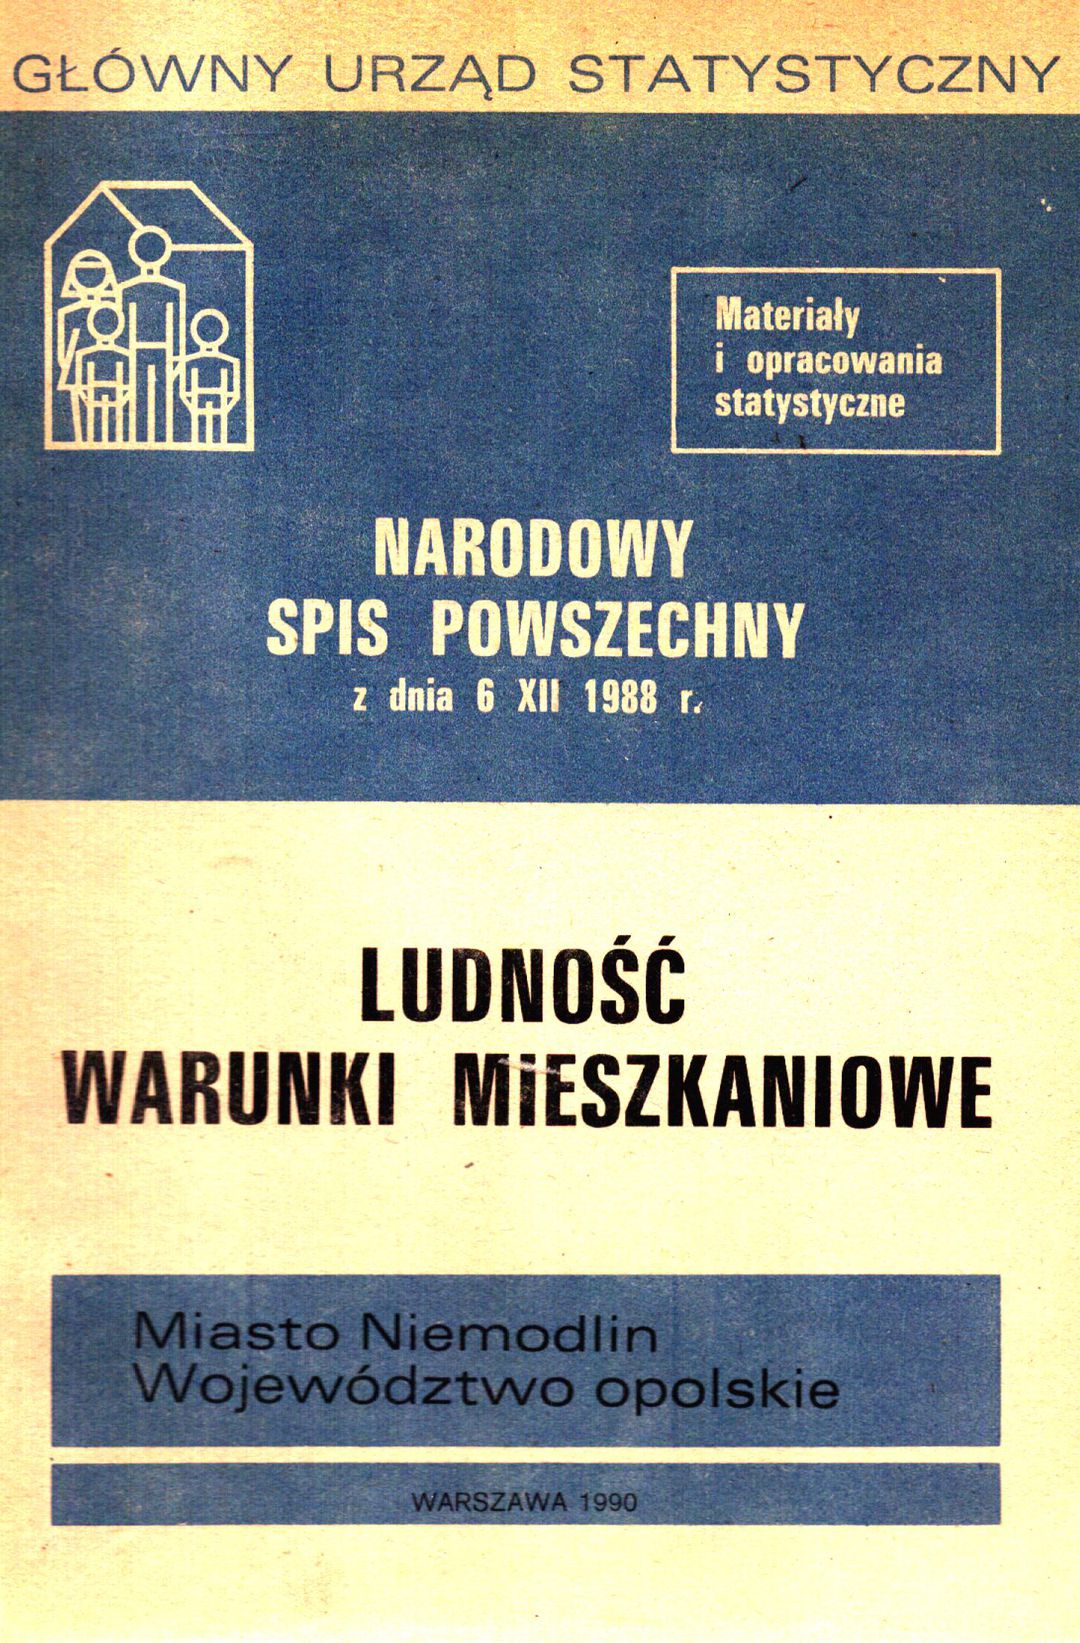 GŁÓWNY URZĄD STATYSTYCZNY
Materiały
i opracowania
statystyczne
NARODOWY
SPIS POWSZECHNY
z dnia 6 XII 1988 r.
LUDNOŚĆ
WARUNKI MIESZKANIOWE
Miasto Niemodlin
Województwo opolskie
WARSZAWA 1990